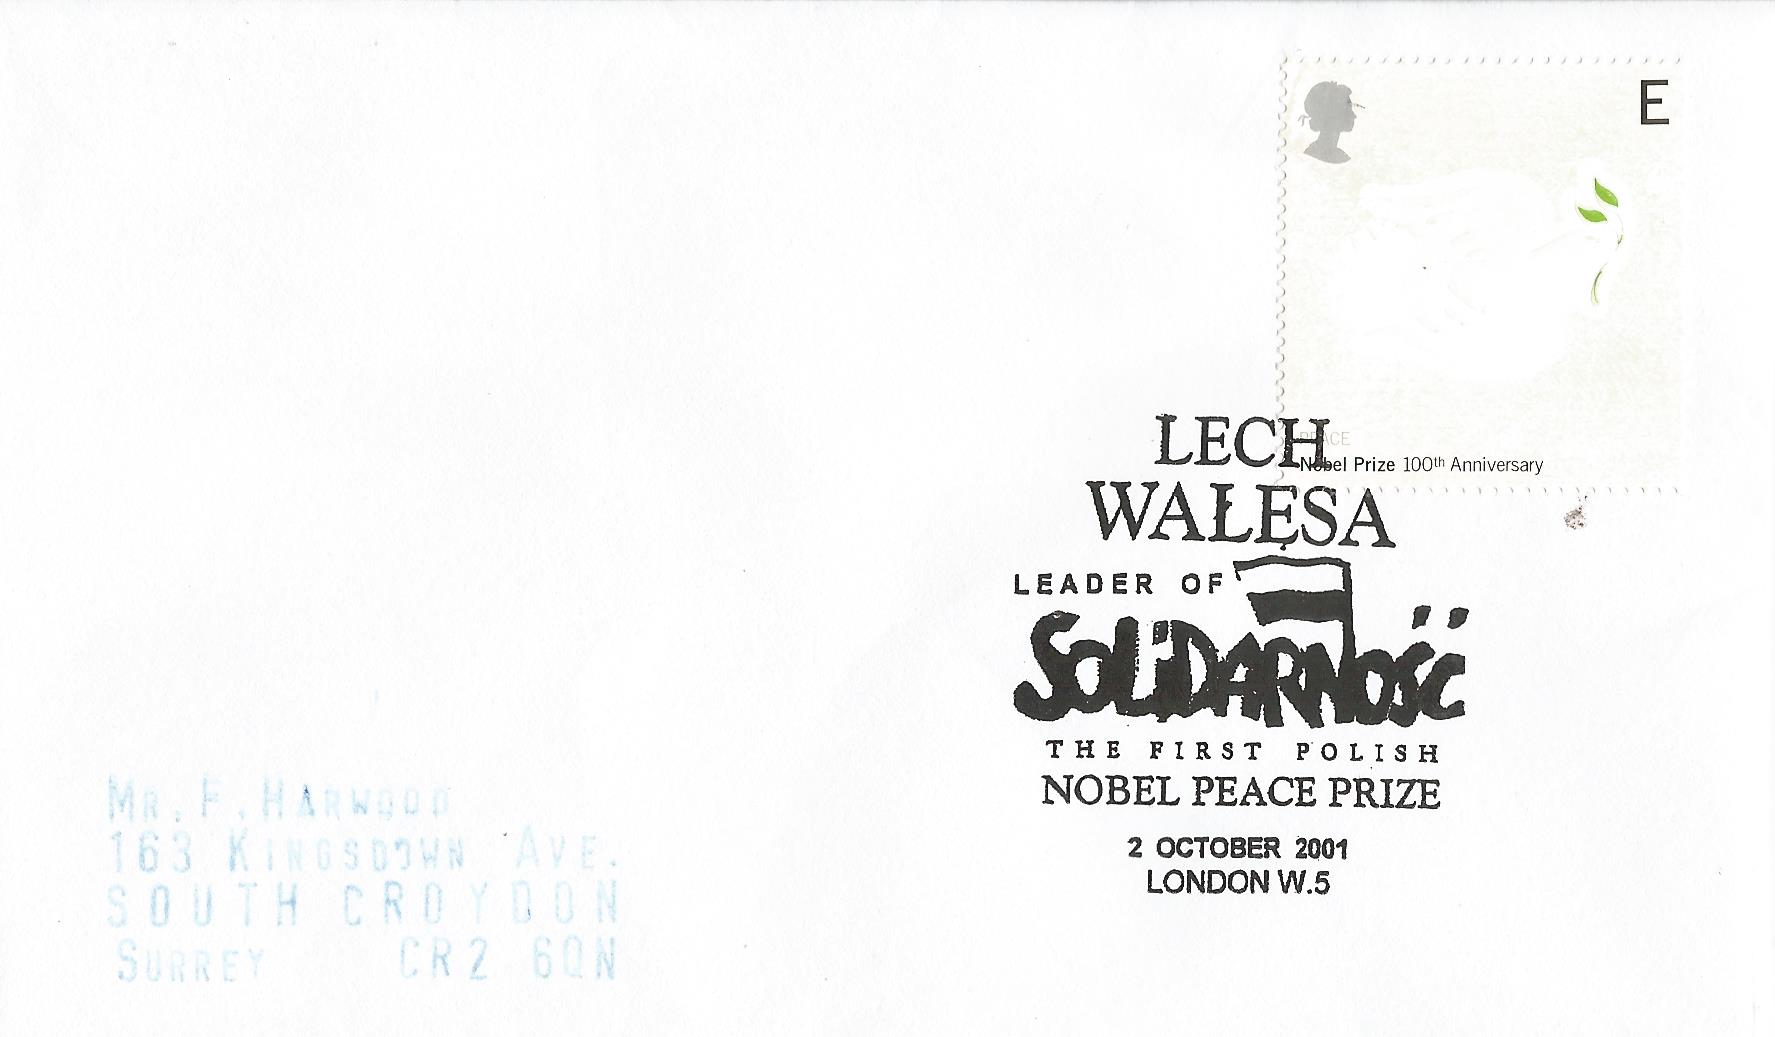 E
PEACE
Nobel Prize 100th Anniversary
LECH
WAŁĘSA
LEADER OF
SOLIDARNOŚĆ
THE FIRST POLISH
NOBEL PEACE PRIZE
2 OCTOBER 2001
LONDON W.5
MR. F. HARWOOD
163 KINGSDOWN AVE.
SOUTH CROYDON
SURREY CR2 6QN